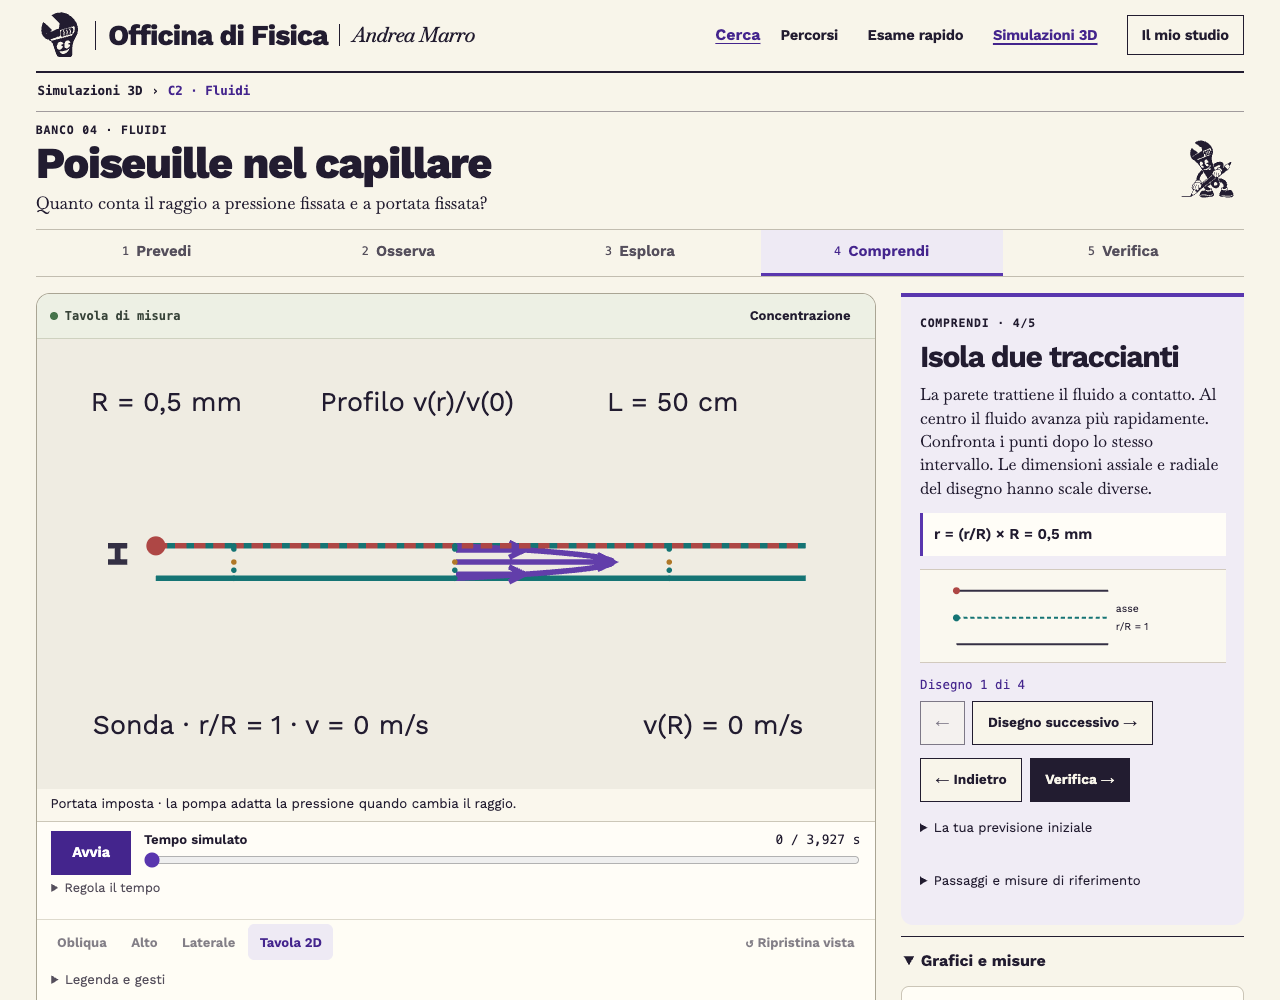 Officina di Fisica
Andrea Marro
Cerca
Percorsi
Esame rapido
Simulazioni 3D
Il mio studio
Simulazioni 3D › C2 · Fluidi
BANCO 04 · FLUIDI
Poiseuille nel capillare
Quanto conta il raggio a pressione fissata e a portata fissata?
1 Prevedi
2 Osserva
3 Esplora
4 Comprendi
5 Verifica
Tavola di misura
Concentrazione
R = 0,5 mm
Profilo v(r)/v(0)
L = 50 cm
Sonda · r/R = 1 · v = 0 m/s
v(R) = 0 m/s
Portata imposta · la pompa adatta la pressione quando cambia il raggio.
Avvia
Tempo simulato
0 / 3,927 s
▶ Regola il tempo
Obliqua
Alto
Laterale
Tavola 2D
↺ Ripristina vista
▶ Legenda e gesti
COMPRENDI · 4/5
Isola due traccianti
La parete trattiene il fluido a contatto. Al
centro il fluido avanza più rapidamente.
Confronta i punti dopo lo stesso
intervallo. Le dimensioni assiale e radiale
del disegno hanno scale diverse.
r = (r/R) × R = 0,5 mm
asse
r/R = 1
Disegno 1 di 4
←
Disegno successivo →
← Indietro
Verifica →
▶ La tua previsione iniziale
▶ Passaggi e misure di riferimento
▼ Grafici e misure